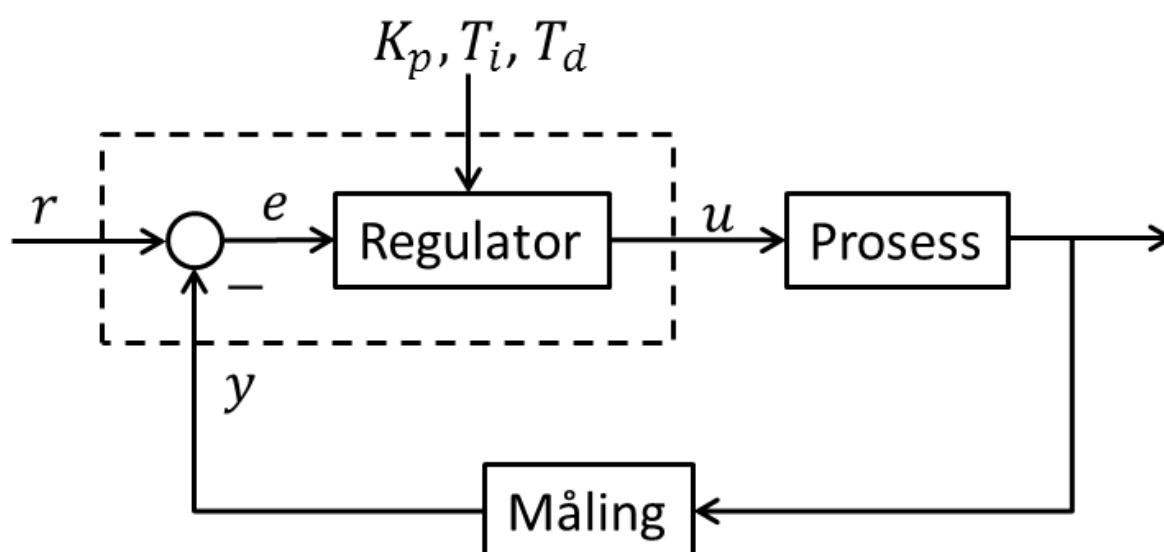 K_p, T_i, T_d
r
e
Regulator
u
Prosess
−
y
Måling